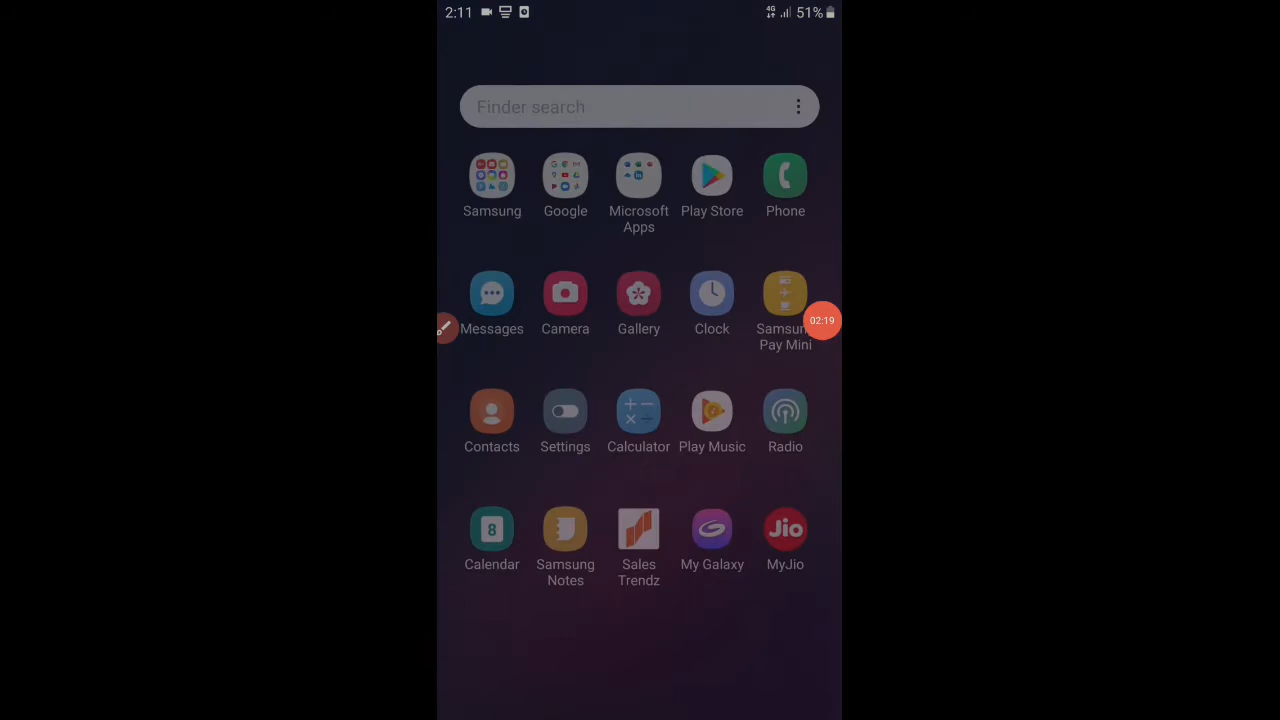 2:11 4G 51%
Finder search
Samsung Google Microsoft Apps Play Store Phone
Messages Camera Gallery Clock Pay Mini
02:19
Contacts Settings Calculator Play Music Radio
8 Jio
Calendar Samsung Notes Sales Trendz My Galaxy MyJio